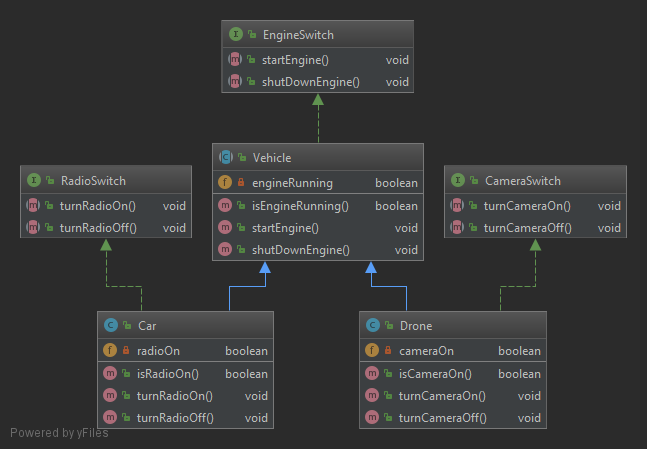 EngineSwitch
startEngine() void
shutDownEngine() void
Vehicle
engineRunning boolean
isEngineRunning() boolean
startEngine() void
shutDownEngine() void
RadioSwitch
turnRadioOn() void
turnRadioOff() void
CameraSwitch
turnCameraOn() void
turnCameraOff() void
Car
radioOn boolean
isRadioOn() boolean
turnRadioOn() void
turnRadioOff() void
Drone
cameraOn boolean
isCameraOn() boolean
turnCameraOn() void
turnCameraOff() void
Powered by yFiles